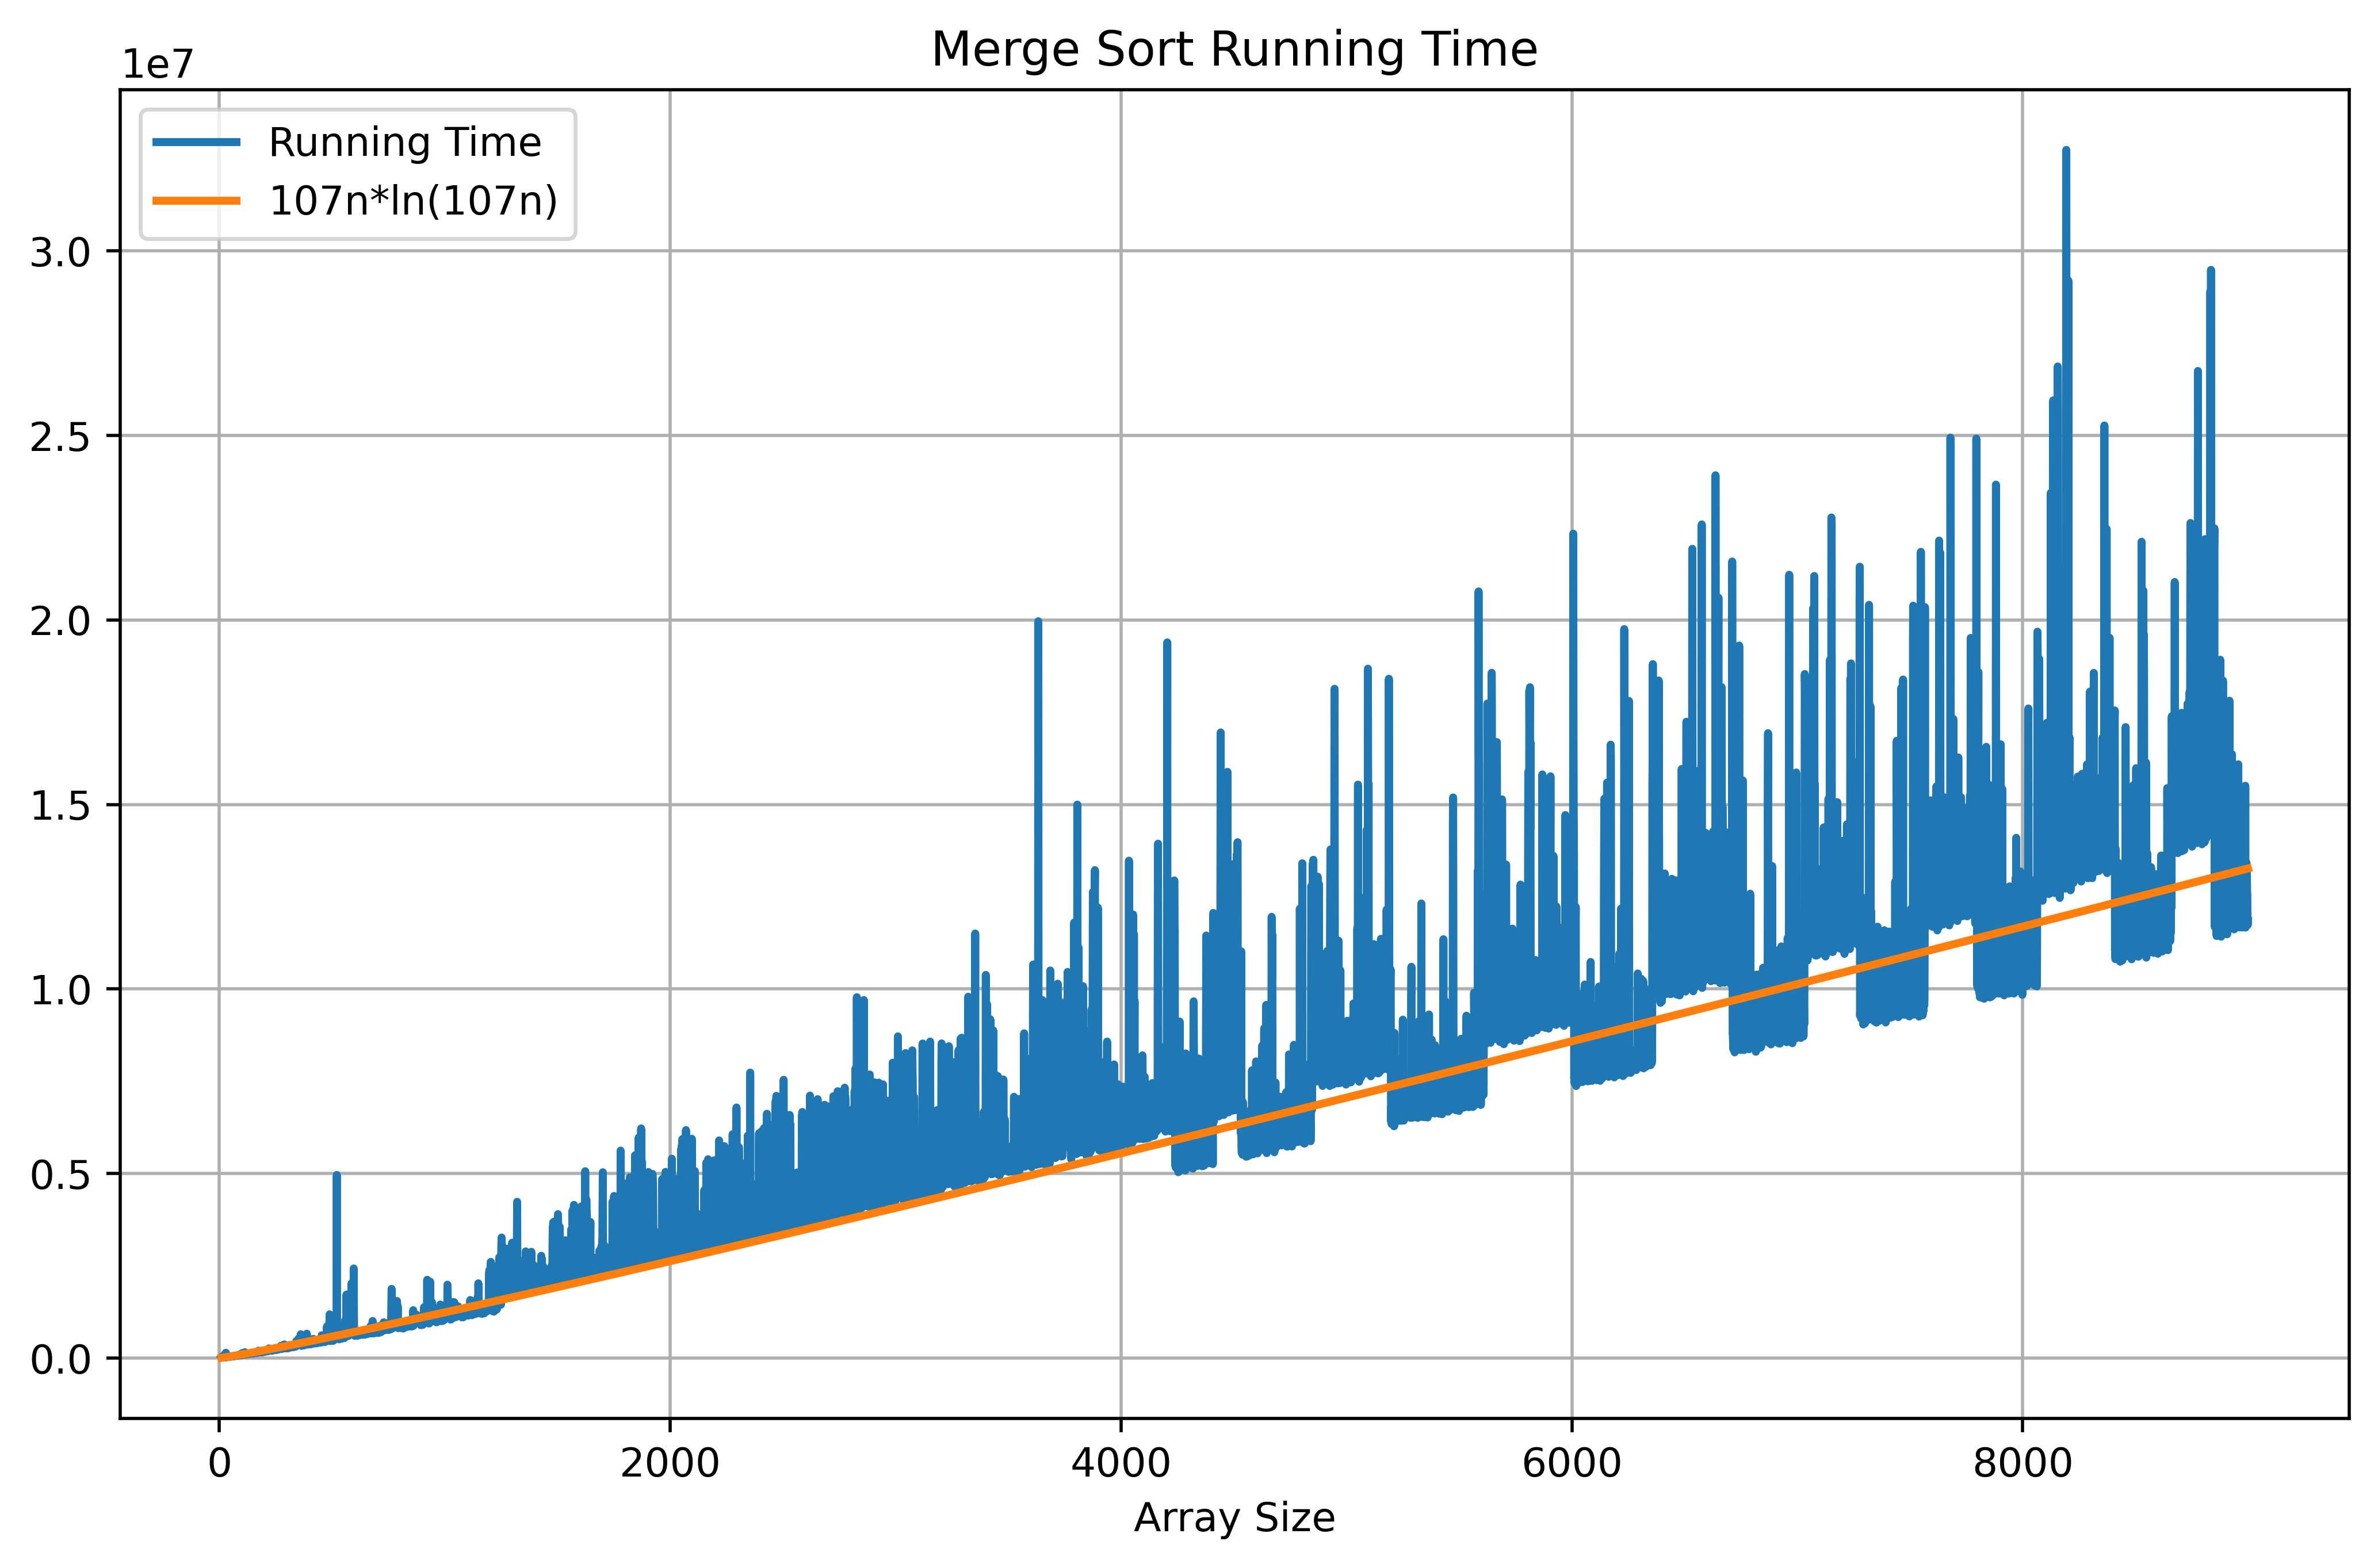 Merge Sort Running Time
1e7
Running Time
107n*ln(107n)
3.0
2.5
2.0
1.5
1.0
0.5
0.0
0 2000 4000 6000 8000
Array Size